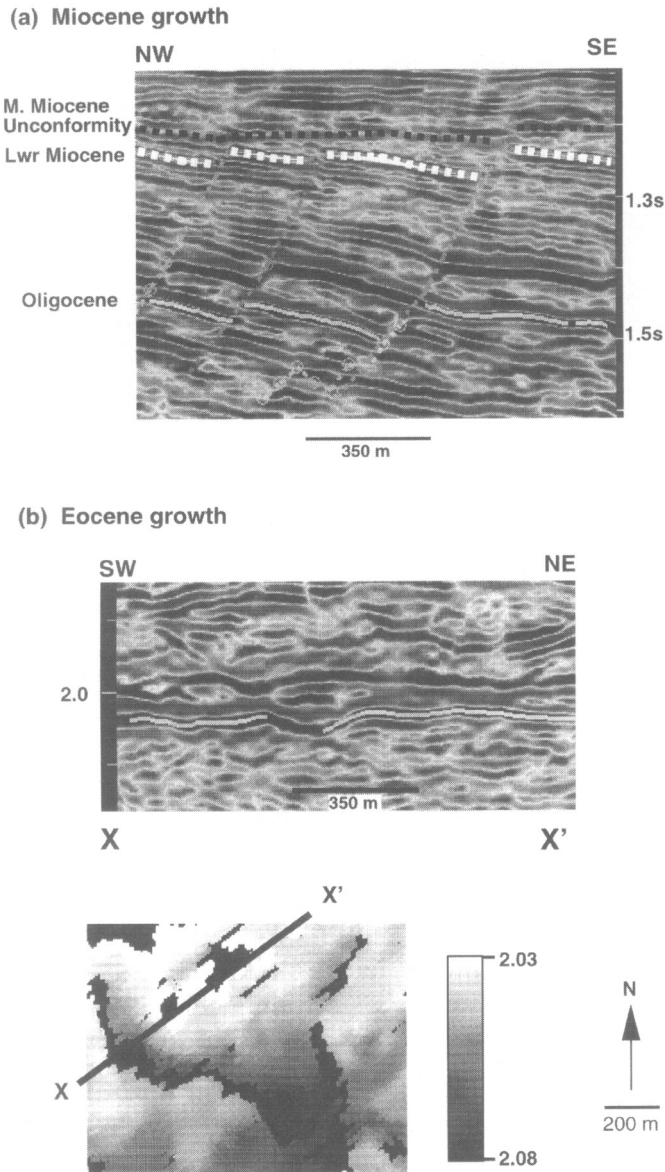 (a) Miocene growth
NW
SE
M. Miocene
Unconformity
Lwr Miocene
1.3s
Oligocene
1.5s
350 m
(b) Eocene growth
SW
NE
2.0
350 m
X
X'
X'
2.03
N
X
200 m
2.08